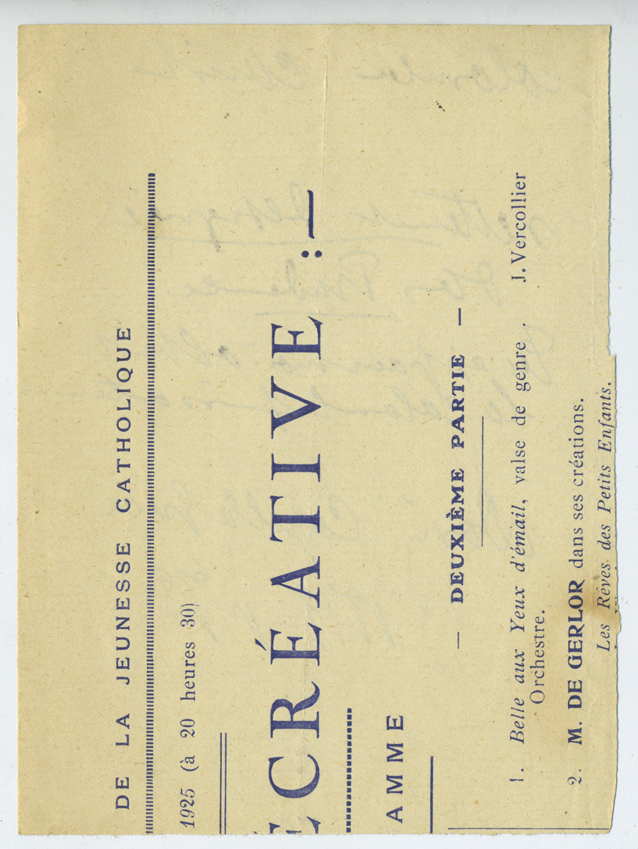 DE LA JEUNESSE CATHOLIQUE
1925 (à 20 heures 30)
ÉCRÉATIVE :—
AMME
— DEUXIÈME PARTIE —
1. Belle aux Yeux d'émail, valse de genre . J. Vercollier
Orchestre.
2. M. DE GERLOR dans ses créations.
Les Rêves des Petits Enfants.